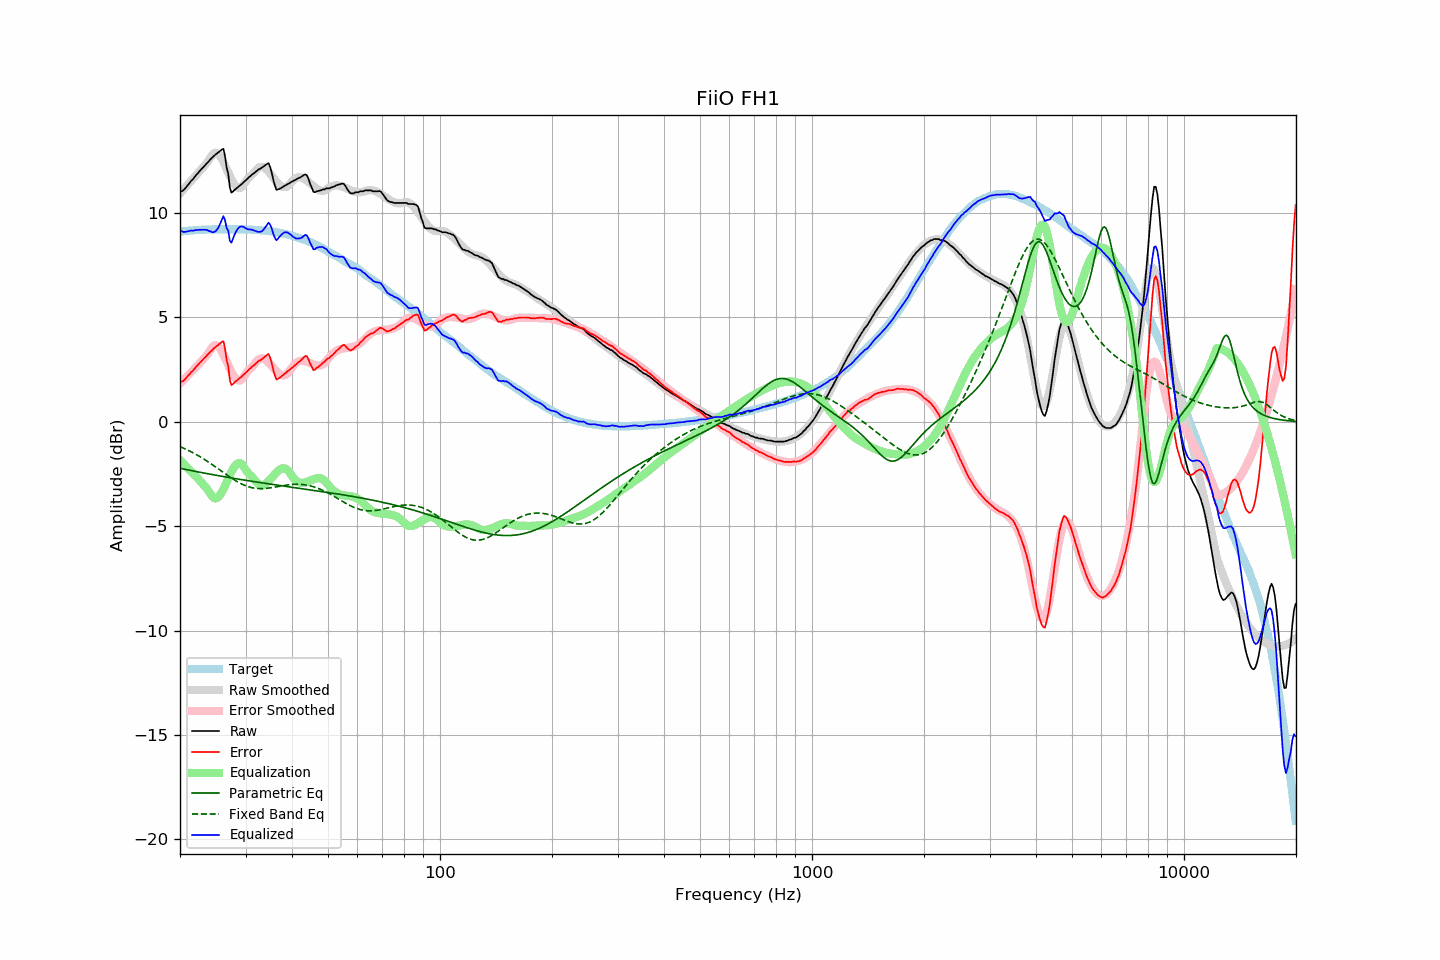 FiiO FH1
Amplitude (dBr)
10
5
0
−5
−10
−15
−20
Target
Raw Smoothed
Error Smoothed
Raw
Error
Equalization
Parametric Eq
Fixed Band Eq
Equalized
100
1000
10000
Frequency (Hz)